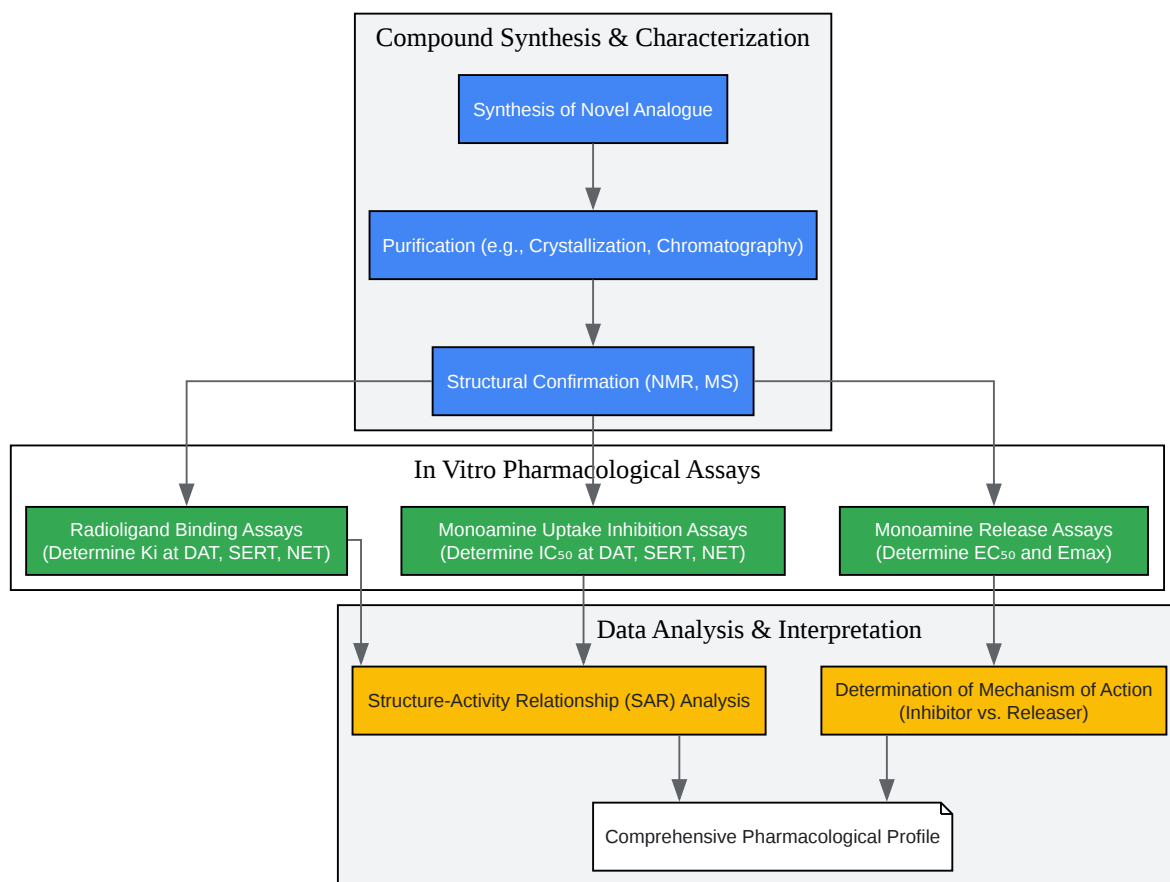 Compound Synthesis & Characterization
Synthesis of Novel Analogue
Purification (e.g., Crystallization, Chromatography)
Structural Confirmation (NMR, MS)
In Vitro Pharmacological Assays
Radioligand Binding Assays
(Determine Ki at DAT, SERT, NET)
Monoamine Uptake Inhibition Assays
(Determine IC₅₀ at DAT, SERT, NET)
Monoamine Release Assays
(Determine EC₅₀ and Emax)
Data Analysis & Interpretation
Structure-Activity Relationship (SAR) Analysis
Determination of Mechanism of Action
(Inhibitor vs. Releaser)
Comprehensive Pharmacological Profile